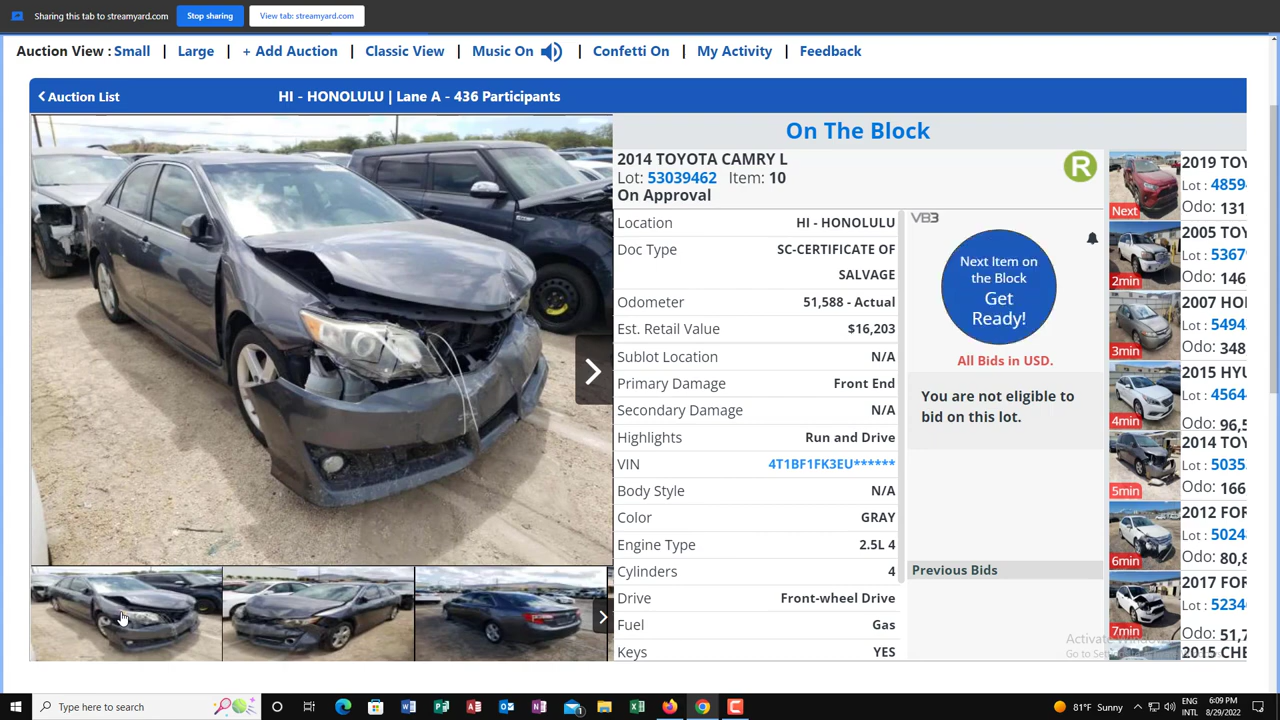 Sharing this tab to streamyard.com
Stop sharing
View tab: streamyard.com
Auction View : Small | Large | + Add Auction | Classic View | Music On | Confetti On | My Activity | Feedback
Auction List
HI - HONOLULU | Lane A - 436 Participants
On The Block
2014 TOYOTA CAMRY L
Lot: 53039462 Item: 10
On Approval
R
Location HI - HONOLULU
Doc Type SC-CERTIFICATE OF
SALVAGE
Odometer 51,588 - Actual
Est. Retail Value $16,203
Sublot Location N/A
Primary Damage Front End
Secondary Damage N/A
Highlights Run and Drive
VIN 4T1BF1FK3EU******
Body Style N/A
Color GRAY
Engine Type 2.5L 4
Cylinders 4
Drive Front-wheel Drive
Fuel Gas
Keys YES
VB3
Next Item on
the Block
Get
Ready!
All Bids in USD.
You are not eligible to
bid on this lot.
Previous Bids
2019 TOY
Lot : 4859
Next
Odo: 131
2005 TOY
Lot : 5367
2min
Odo: 146
2007 HO
Lot : 5494
3min
Odo: 348
2015 HYU
Lot : 4564
4min
Odo: 96,5
2014 TOY
Lot : 5035
5min
Odo: 166
2012 FOR
Lot : 5024
6min
Odo: 80,8
2017 FOR
Lot : 5234
7min
Odo: 51,7
2015 CHE
Activate Windows
Go to Set
Type here to search
81°F Sunny
ENG
INTL
6:09 PM
8/29/2022